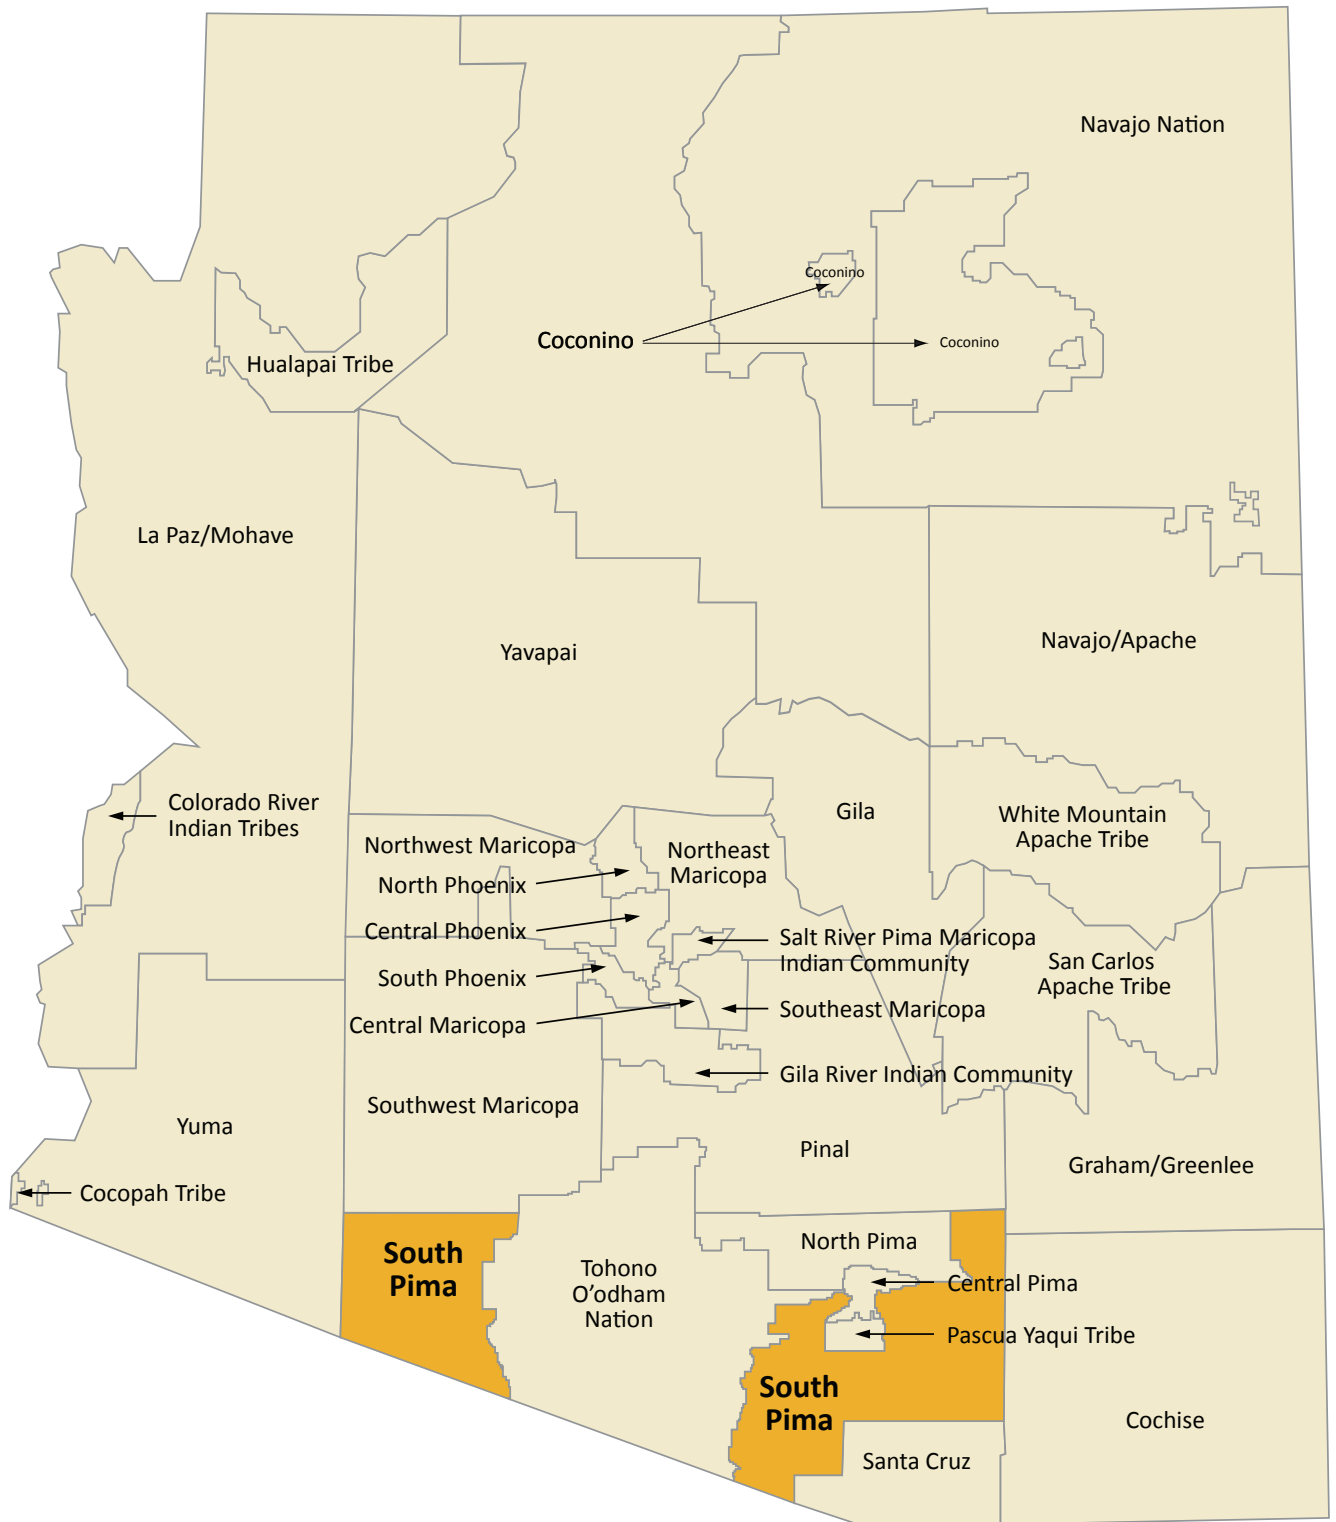 Navajo Nation
Coconino
Coconino
Coconino
Hualapai Tribe
La Paz/Mohave
Yavapai
Navajo/Apache
Colorado River
Indian Tribes
Gila
White Mountain
Apache Tribe
Northwest Maricopa
Northeast
Maricopa
North Phoenix
Central Phoenix
Salt River Pima Maricopa
Indian Community
San Carlos
Apache Tribe
South Phoenix
Southeast Maricopa
Central Maricopa
Gila River Indian Community
Southwest Maricopa
Yuma
Pinal
Graham/Greenlee
Cocopah Tribe
South
Pima
North Pima
Tohono
O’odham
Nation
Central Pima
Pascua Yaqui Tribe
South
Pima
Cochise
Santa Cruz